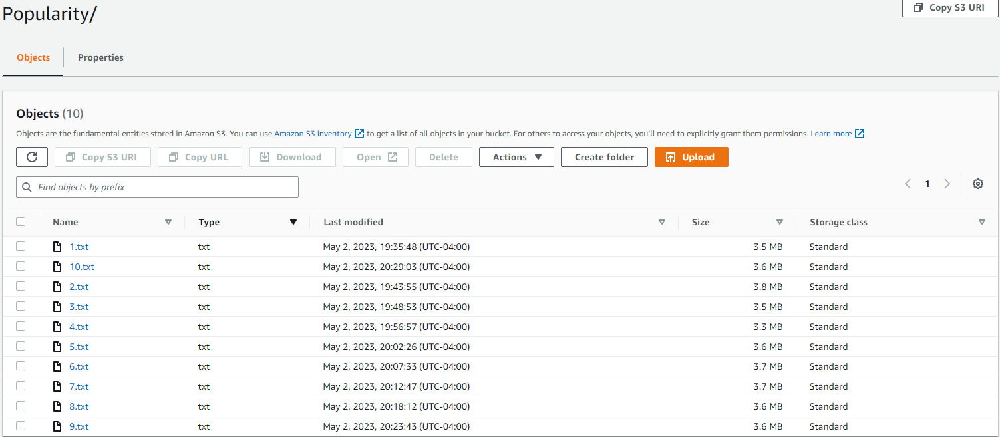 Popularity/
Copy S3 URI
Objects Properties
Objects (10)
Objects are the fundamental entities stored in Amazon S3. You can use Amazon S3 inventory to get a list of all objects in your bucket. For others to access your objects, you'll need to explicitly grant them permissions. Learn more
Copy S3 URI Copy URL Download Open Delete Actions Create folder Upload
Find objects by prefix
1
Name Type Last modified Size Storage class
1.txt txt May 2, 2023, 19:35:48 (UTC-04:00) 3.5 MB Standard
10.txt txt May 2, 2023, 20:29:03 (UTC-04:00) 3.6 MB Standard
2.txt txt May 2, 2023, 19:43:55 (UTC-04:00) 3.8 MB Standard
3.txt txt May 2, 2023, 19:48:53 (UTC-04:00) 3.5 MB Standard
4.txt txt May 2, 2023, 19:56:57 (UTC-04:00) 3.3 MB Standard
5.txt txt May 2, 2023, 20:02:26 (UTC-04:00) 3.6 MB Standard
6.txt txt May 2, 2023, 20:07:33 (UTC-04:00) 3.7 MB Standard
7.txt txt May 2, 2023, 20:12:47 (UTC-04:00) 3.7 MB Standard
8.txt txt May 2, 2023, 20:18:12 (UTC-04:00) 3.6 MB Standard
9.txt txt May 2, 2023, 20:23:43 (UTC-04:00) 3.6 MB Standard